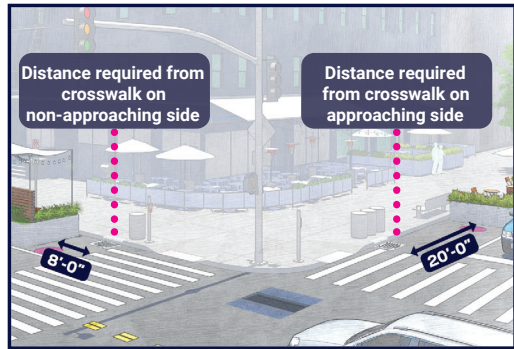 Distance required from
crosswalk on
non-approaching side
Distance required
from crosswalk on
approaching side
8'-0"
20'-0"